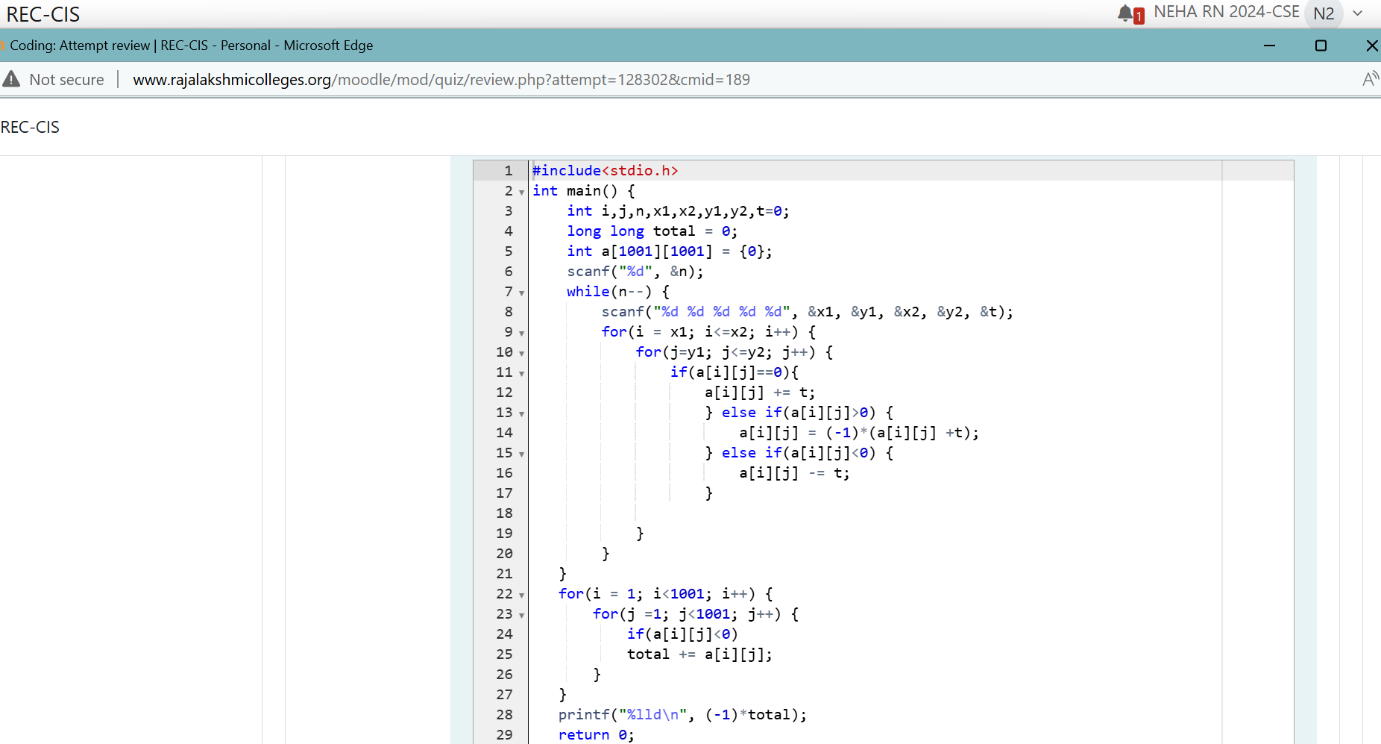 REC-CIS
1 NEHA RN 2024-CSE N2
Coding: Attempt review | REC-CIS - Personal - Microsoft Edge
Not secure www.rajalakshmicolleges.org/moodle/mod/quiz/review.php?attempt=128302&cmid=189
REC-CIS
1 #include<stdio.h>
2 int main() {
3 int i,j,n,x1,x2,y1,y2,t=0;
4 long long total = 0;
5 int a[1001][1001] = {0};
6 scanf("%d", &n);
7 while(n--) {
8 scanf("%d %d %d %d %d", &x1, &y1, &x2, &y2, &t);
9 for(i = x1; i<=x2; i++) {
10 for(j=y1; j<=y2; j++) {
11 if(a[i][j]==0){
12 a[i][j] += t;
13 } else if(a[i][j]>0) {
14 a[i][j] = (-1)*(a[i][j] +t);
15 } else if(a[i][j]<0) {
16 a[i][j] -= t;
17 }
18
19 }
20 }
21 }
22 for(i = 1; i<1001; i++) {
23 for(j =1; j<1001; j++) {
24 if(a[i][j]<0)
25 total += a[i][j];
26 }
27 }
28 printf("%lld\n", (-1)*total);
29 return 0;